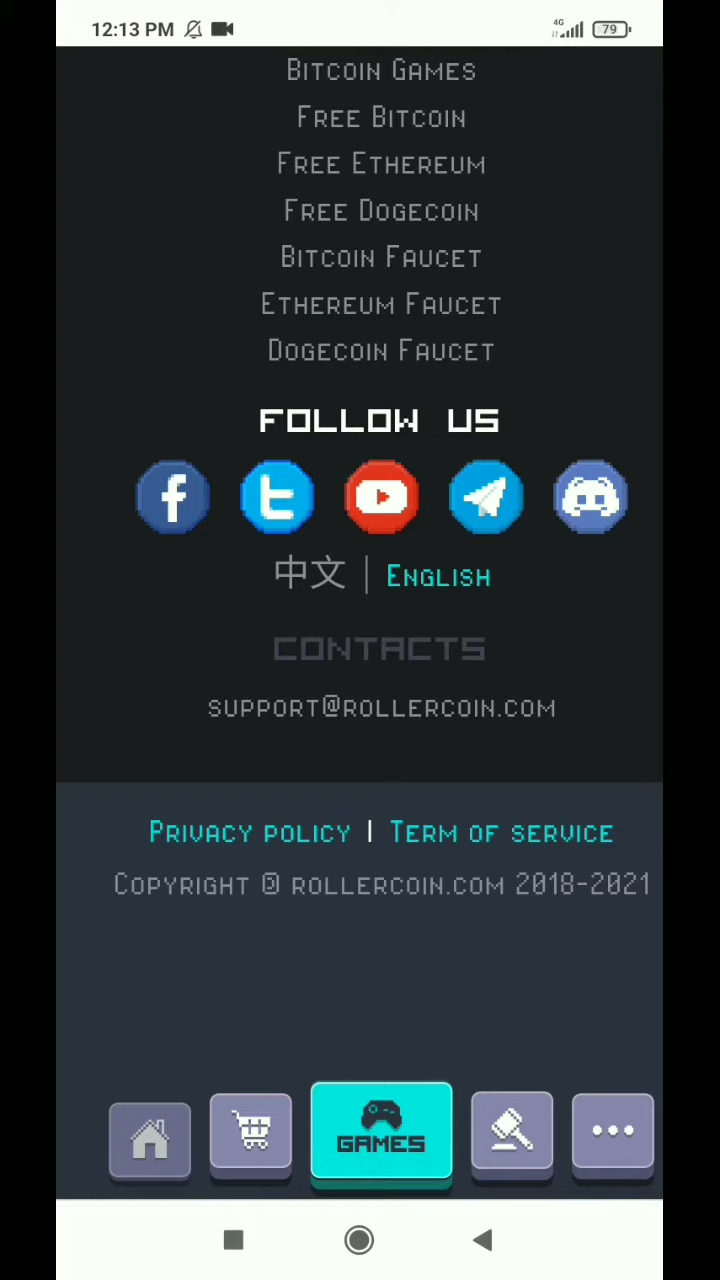 12:13 PM 4G 79
Bitcoin Games
Free Bitcoin
Free Ethereum
Free Dogecoin
Bitcoin Faucet
Ethereum Faucet
Dogecoin Faucet
FOLLOW US
中文 | English
CONTACTS
support@rollercoin.com
Privacy policy | Term of service
Copyright @ rollercoin.com 2018-2021
GAMES